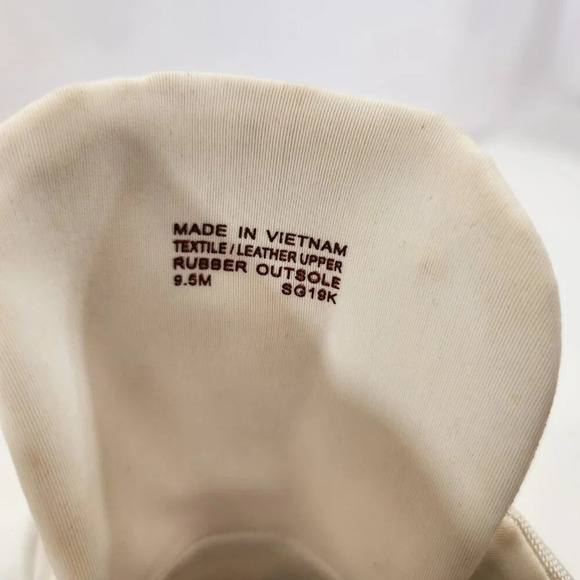 MADE IN VIETNAM
TEXTILE/LEATHER UPPER
RUBBER OUTSOLE
9.5M SG19K